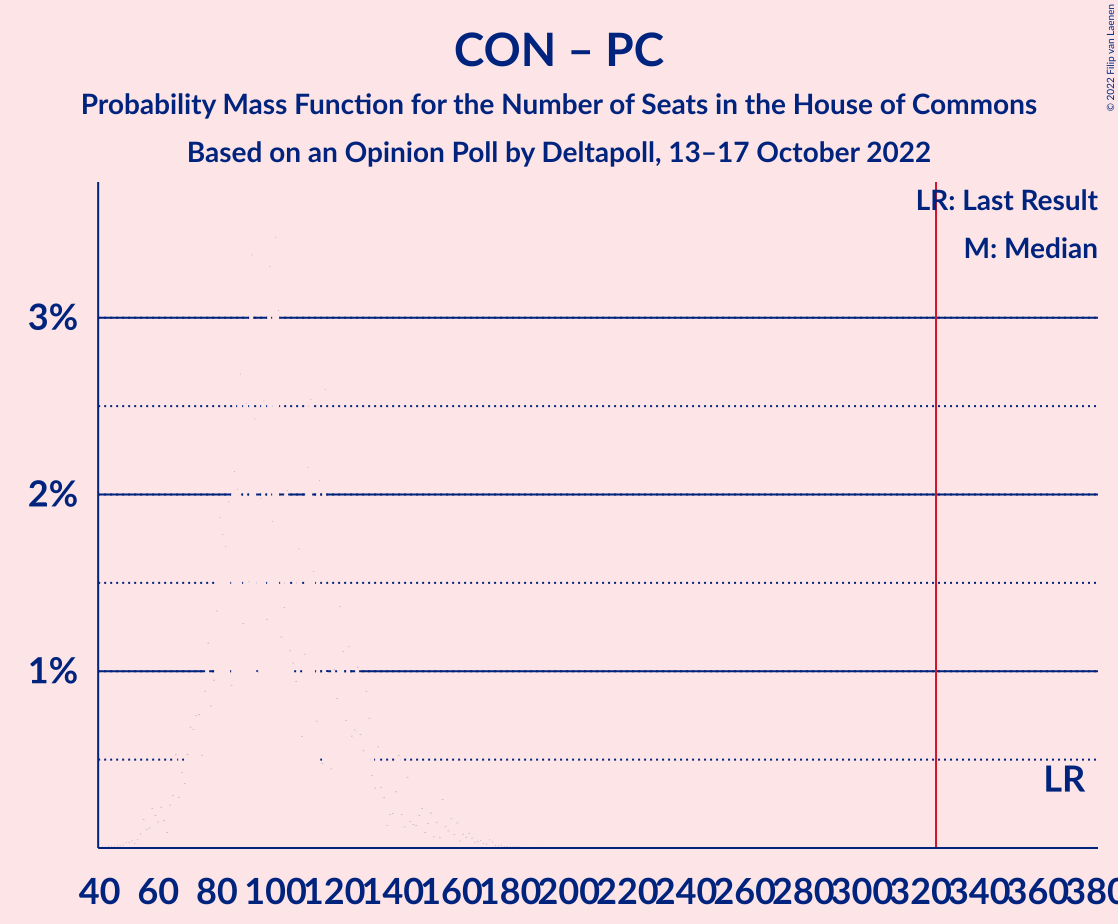 CON – PC
Probability Mass Function for the Number of Seats in the House of Commons
Based on an Opinion Poll by Deltapoll, 13–17 October 2022
© 2022 Filip van Laenen
LR: Last Result
M: Median
3%
2%
1%
LR
40 60 80 100 120 140 160 180 200 220 240 260 280 300 320 340 360 380